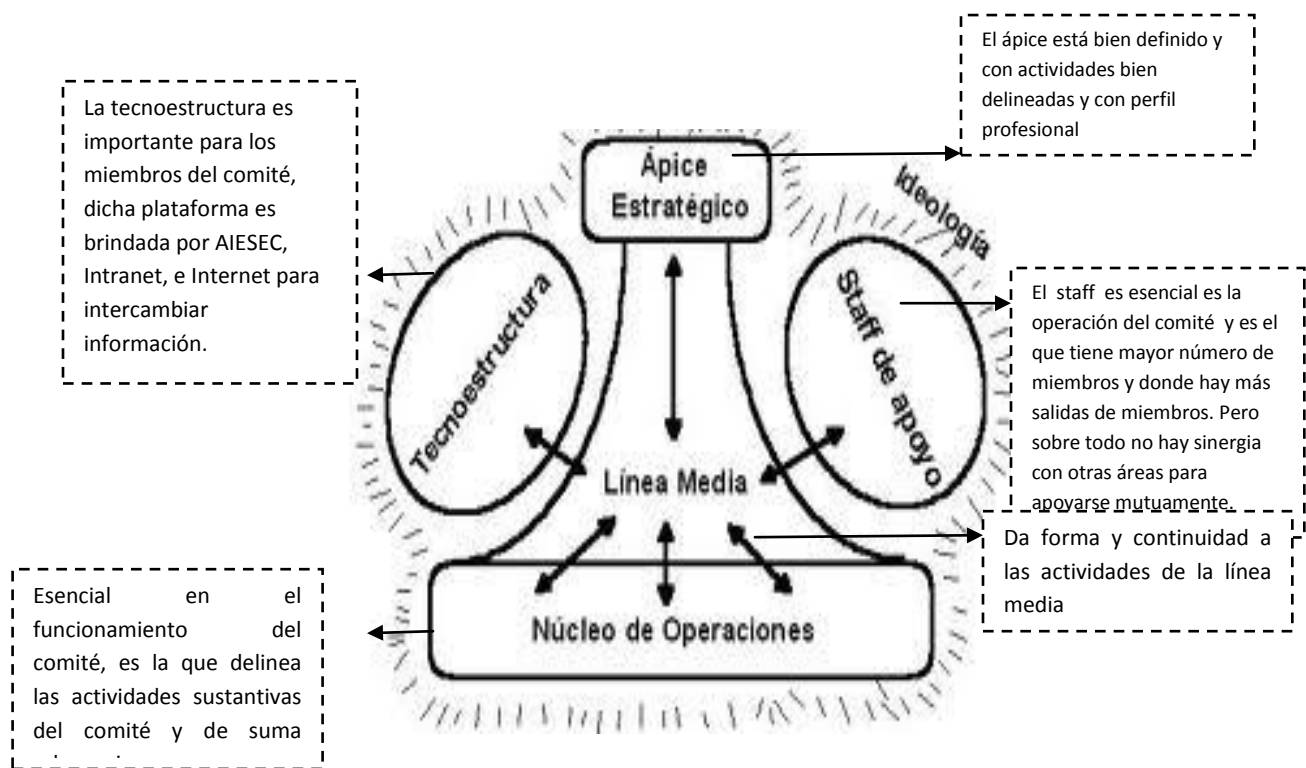 El ápice está bien definido y
con actividades bien
delineadas y con perfil
profesional
La tecnoestructura es
importante para los
miembros del comité,
dicha plataforma es
brindada por AIESEC,
Intranet, e Internet para
intercambiar
información.
Ápice
Estratégico
Ideología
Tecnoestructura
Staff de apoyo
El staff es esencial es la
operación del comité y es el
que tiene mayor número de
miembros y donde hay más
salidas de miembros. Pero
sobre todo no hay sinergia
con otras áreas para
apoyarse mutuamente.
Línea Media
Da forma y continuidad a
las actividades de la línea
media
Esencial en el
funcionamiento del
comité, es la que delinea
las actividades sustantivas
del comité y de suma
Núcleo de Operaciones